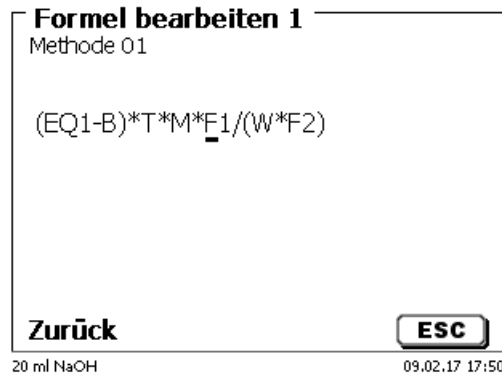 Formel bearbeiten 1
Methode 01
(EQ1-B)*T*M*F1/(W*F2)
Zurück
ESC
20 ml NaOH
09.02.17 17:50